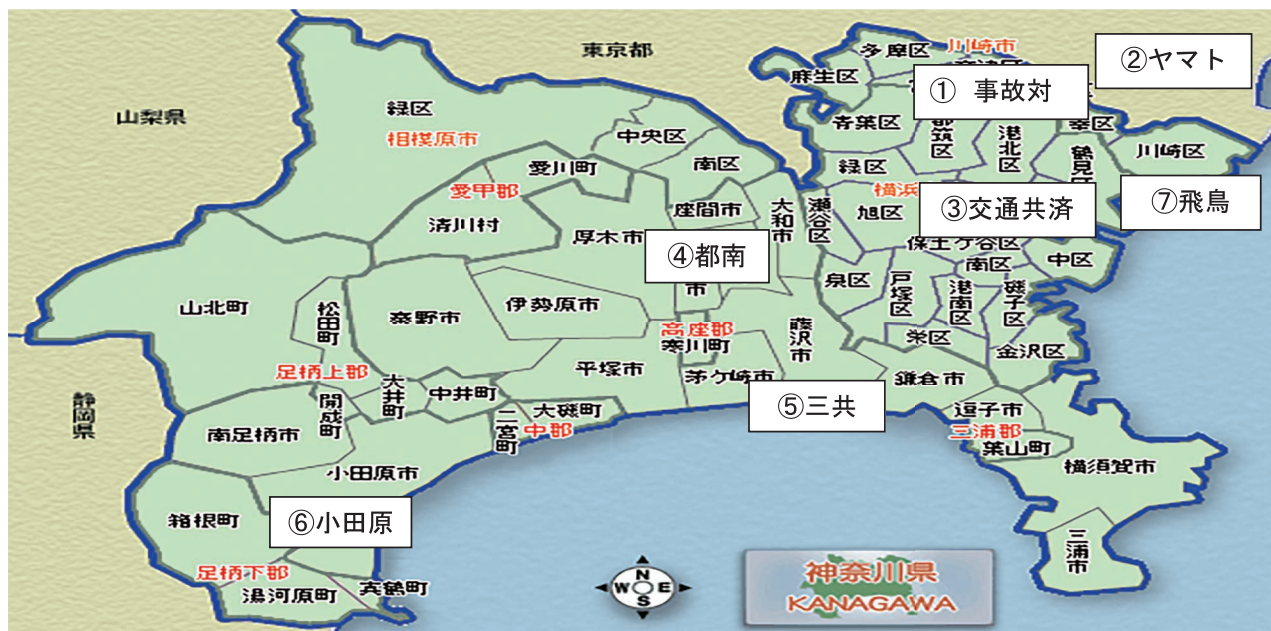 東京都
多摩区
川崎市
②ヤマト
麻生区
① 事故対
山梨県
緑区
相模原市
中央区
青葉区
都筑区
港北区
幸区
鶴見区
川崎区
愛川町
南区
緑区
愛甲郡
横浜
座間市
大和市
瀬谷区
旭区
③交通共済
⑦飛鳥
清川村
厚木市
保土ケ谷区
④都南
市
泉区
戸塚区
南区
港南区
磯子区
中区
山北町
松田町
秦野市
伊勢原市
高座郡
寒川町
藤沢市
栄区
金沢区
足柄上郡
大井町
中井町
平塚市
茅ケ崎市
鎌倉市
静岡県
開成町
南足柄市
二宮町
大磯町
中郡
⑤三共
逗子市
三浦郡
葉山町
小田原市
横須賀市
箱根町
⑥小田原
三浦市
足柄下郡
湯河原町
真鶴町
N
W E
S
神奈川県
KANAGAWA